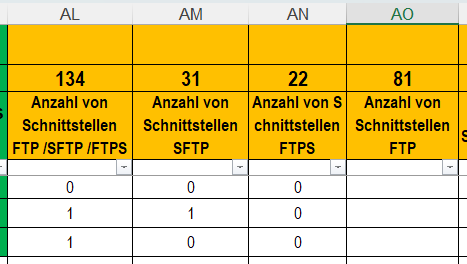 AL AM AN AO
134 31 22 81
Anzahl von Anzahl von Anzahl von S Anzahl von
Schnittstellen Schnittstellen chnittstellen Schnittstellen
FTP /SFTP /FTPS SFTP FTPS FTP
0 0 0
1 1 0
1 0 0